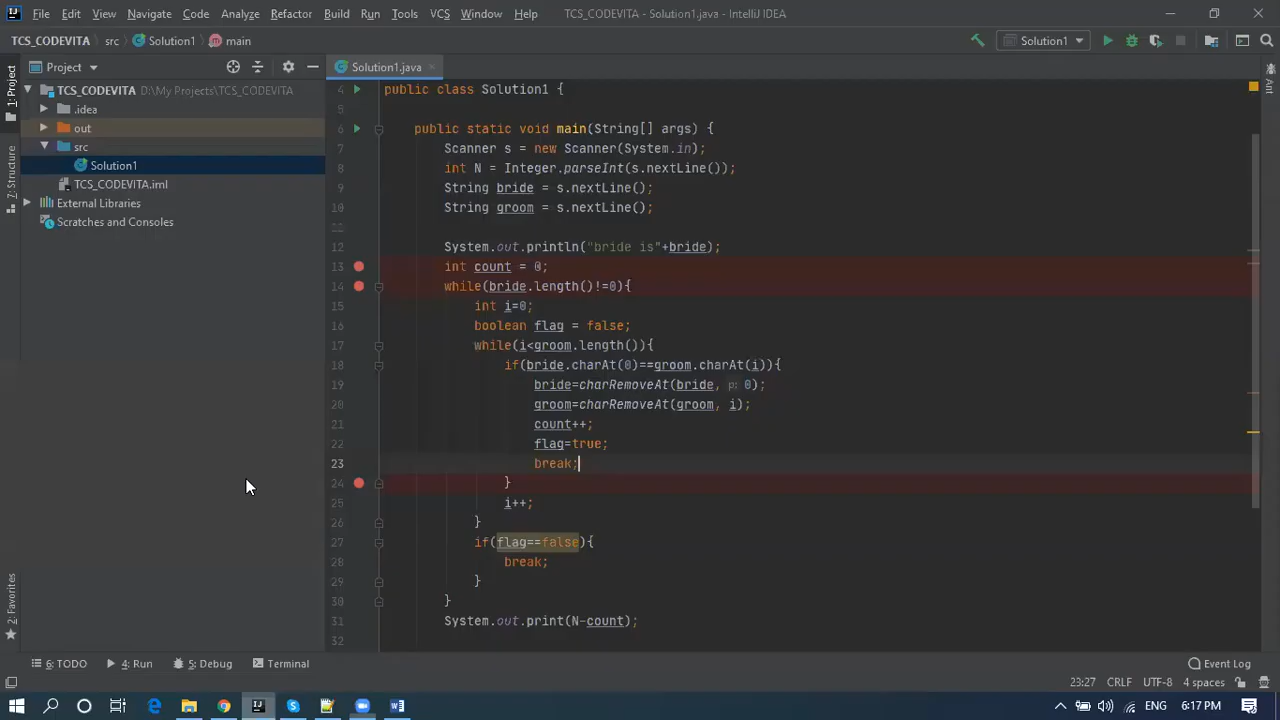 File Edit View Navigate Code Analyze Refactor Build Run Tools VCS Window Help TCS_CODEVITA - Solution1.java - IntelliJ IDEA
TCS_CODEVITA src Solution1 main Solution1
Project Solution1.java
1: Project
Z: Structure
2: Favorites
Ant
TCS_CODEVITA D:\My Projects\TCS_CODEVITA
.idea
out
src
Solution1
TCS_CODEVITA.iml
External Libraries
Scratches and Consoles
4 public class Solution1 {
5
6 public static void main(String[] args) {
7 Scanner s = new Scanner(System.in);
8 int N = Integer.parseInt(s.nextLine());
9 String bride = s.nextLine();
10 String groom = s.nextLine();
11
12 System.out.println("bride is"+bride);
13 int count = 0;
14 while(bride.length()!=0){
15 int i=0;
16 boolean flag = false;
17 while(i<groom.length()){
18 if(bride.charAt(0)==groom.charAt(i)){
19 bride=charRemoveAt(bride, p: 0);
20 groom=charRemoveAt(groom, i);
21 count++;
22 flag=true;
23 break;
24 }
25 i++;
26 }
27 if(flag==false){
28 break;
29 }
30 }
31 System.out.print(N-count);
32
6: TODO 4: Run 5: Debug Terminal Event Log
23:27 CRLF UTF-8 4 spaces
ENG 6:17 PM